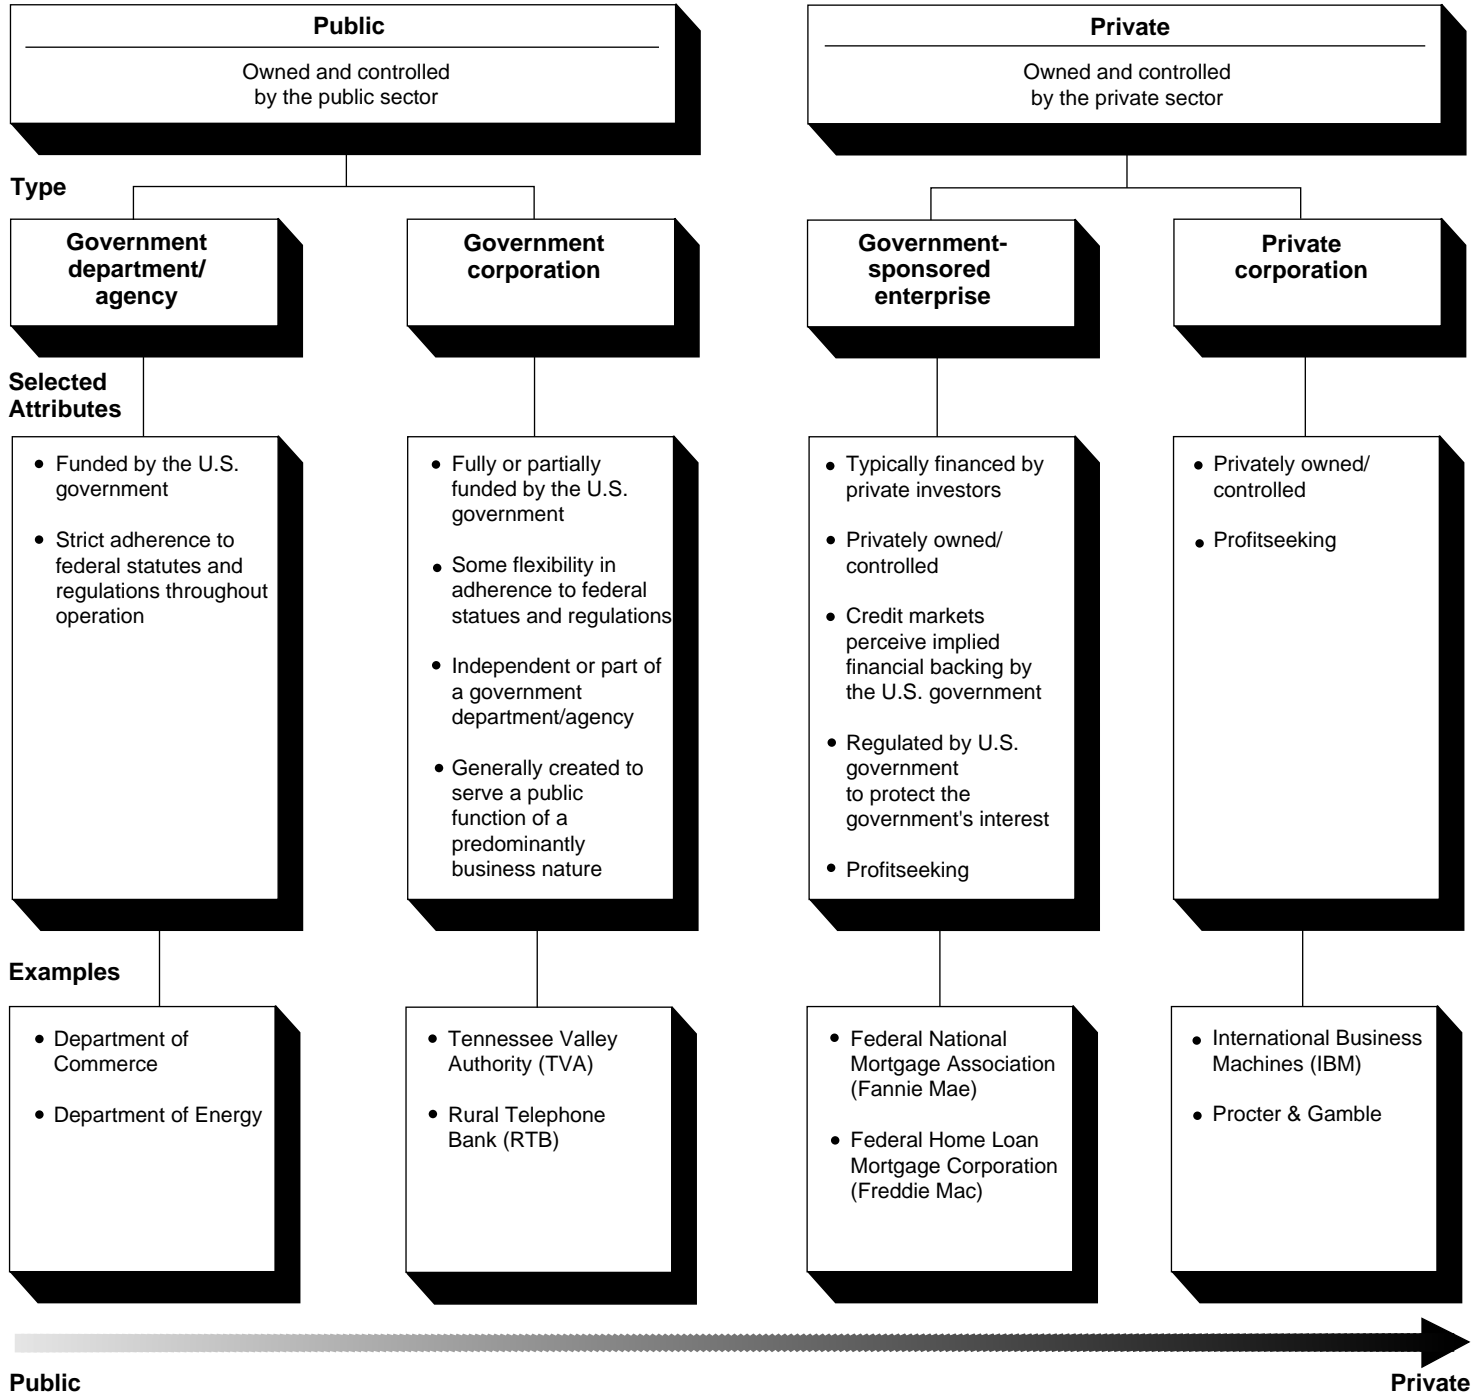 Public
Owned and controlled
by the public sector
Private
Owned and controlled
by the private sector
Type
Government
department/
agency
Government
corporation
Government-
sponsored
enterprise
Private
corporation
Selected
Attributes
Funded by the U.S.
government
Strict adherence to
federal statutes and
regulations throughout
operation
Fully or partially
funded by the U.S.
government
Some flexibility in
adherence to federal
statues and regulations
Independent or part of
a government
department/agency
Generally created to
serve a public
function of a
predominantly
business nature
Typically financed by
private investors
Privately owned/
controlled
Credit markets
perceive implied
financial backing by
the U.S. government
Regulated by U.S.
government
to protect the
government's interest
Profitseeking
Privately owned/
controlled
Profitseeking
Examples
Department of
Commerce
Department of Energy
Tennessee Valley
Authority (TVA)
Rural Telephone
Bank (RTB)
Federal National
Mortgage Association
(Fannie Mae)
Federal Home Loan
Mortgage Corporation
(Freddie Mac)
International Business
Machines (IBM)
Procter & Gamble
Public
Private